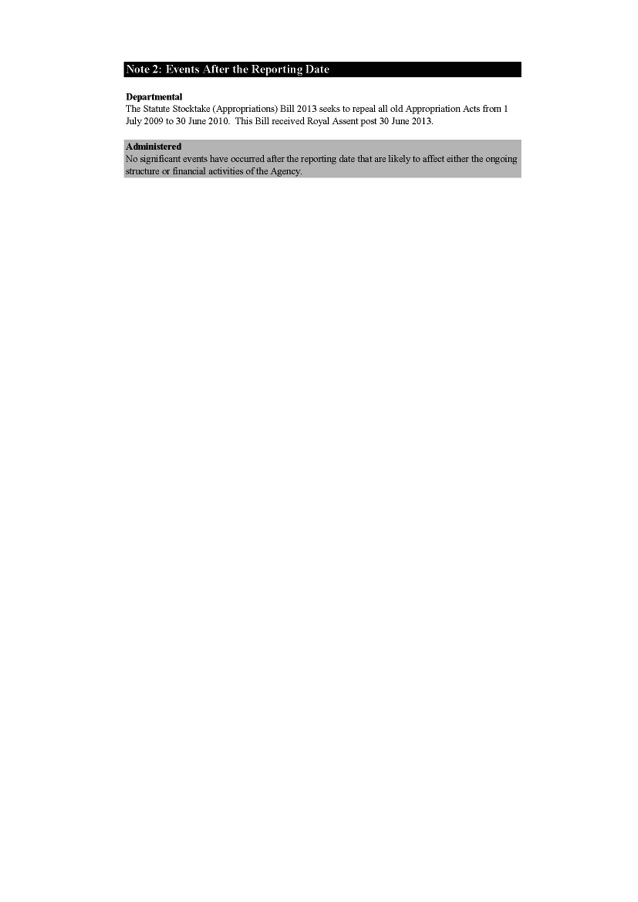 Note 2: Events After the Reporting Date
Departmental
The Statute Stocktake (Appropriations) Bill 2013 seeks to repeal all old Appropriation Acts from 1
July 2009 to 30 June 2010.  This Bill received Royal Assent post 30 June 2013.
Administered
No significant events have occurred after the reporting date that are likely to affect either the ongoing
structure or financial activities of the Agency.